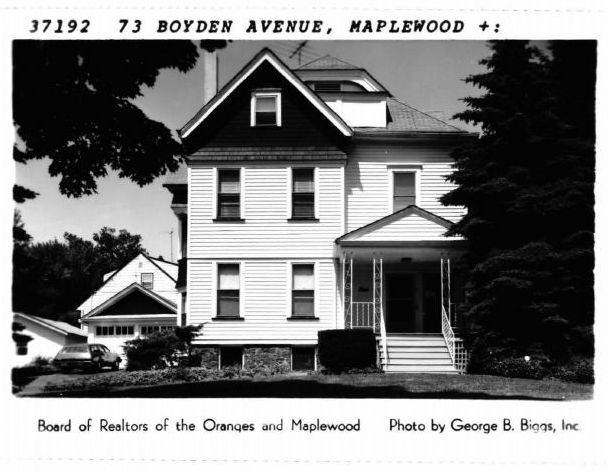 37192 73 BOYDEN AVENUE, MAPLEWOOD +:
Board of Realtors of the Oranges and Maplewood Photo by George B. Biggs, Inc.